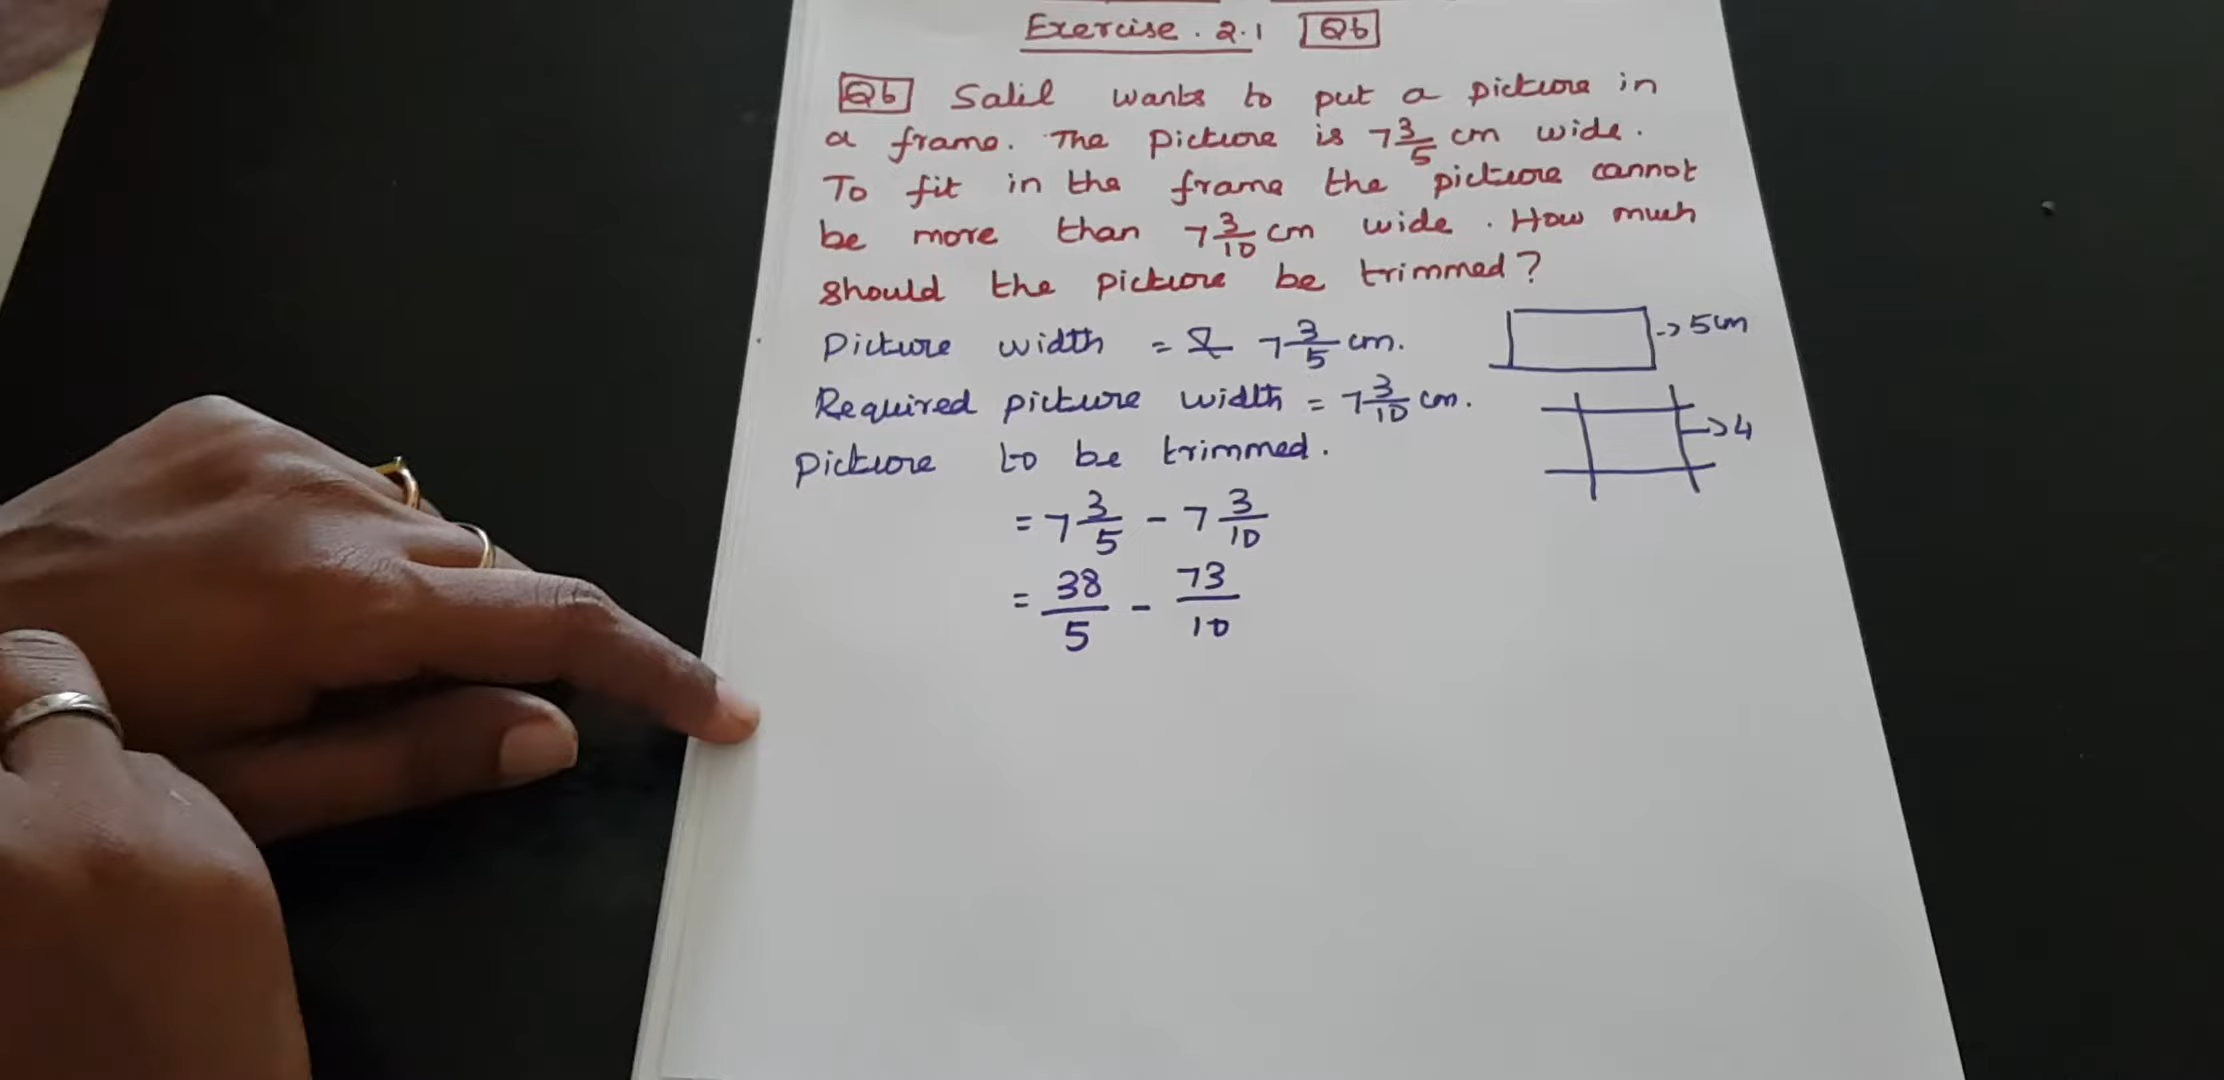 Exercise. 2.1 Q6
Q6 Salil wants to put a picture in
a frame. The picture is 7 3/5 cm wide.
To fit in the frame the picture cannot
be more than 7 3/10 cm wide. How much
should the picture be trimmed?
Picture width = 7 3/5 cm.
→ 5cm
Required picture width = 7 3/10 cm.
→ 4
picture to be trimmed.
= 7 3/5 - 7 3/10
= 38/5 - 73/10